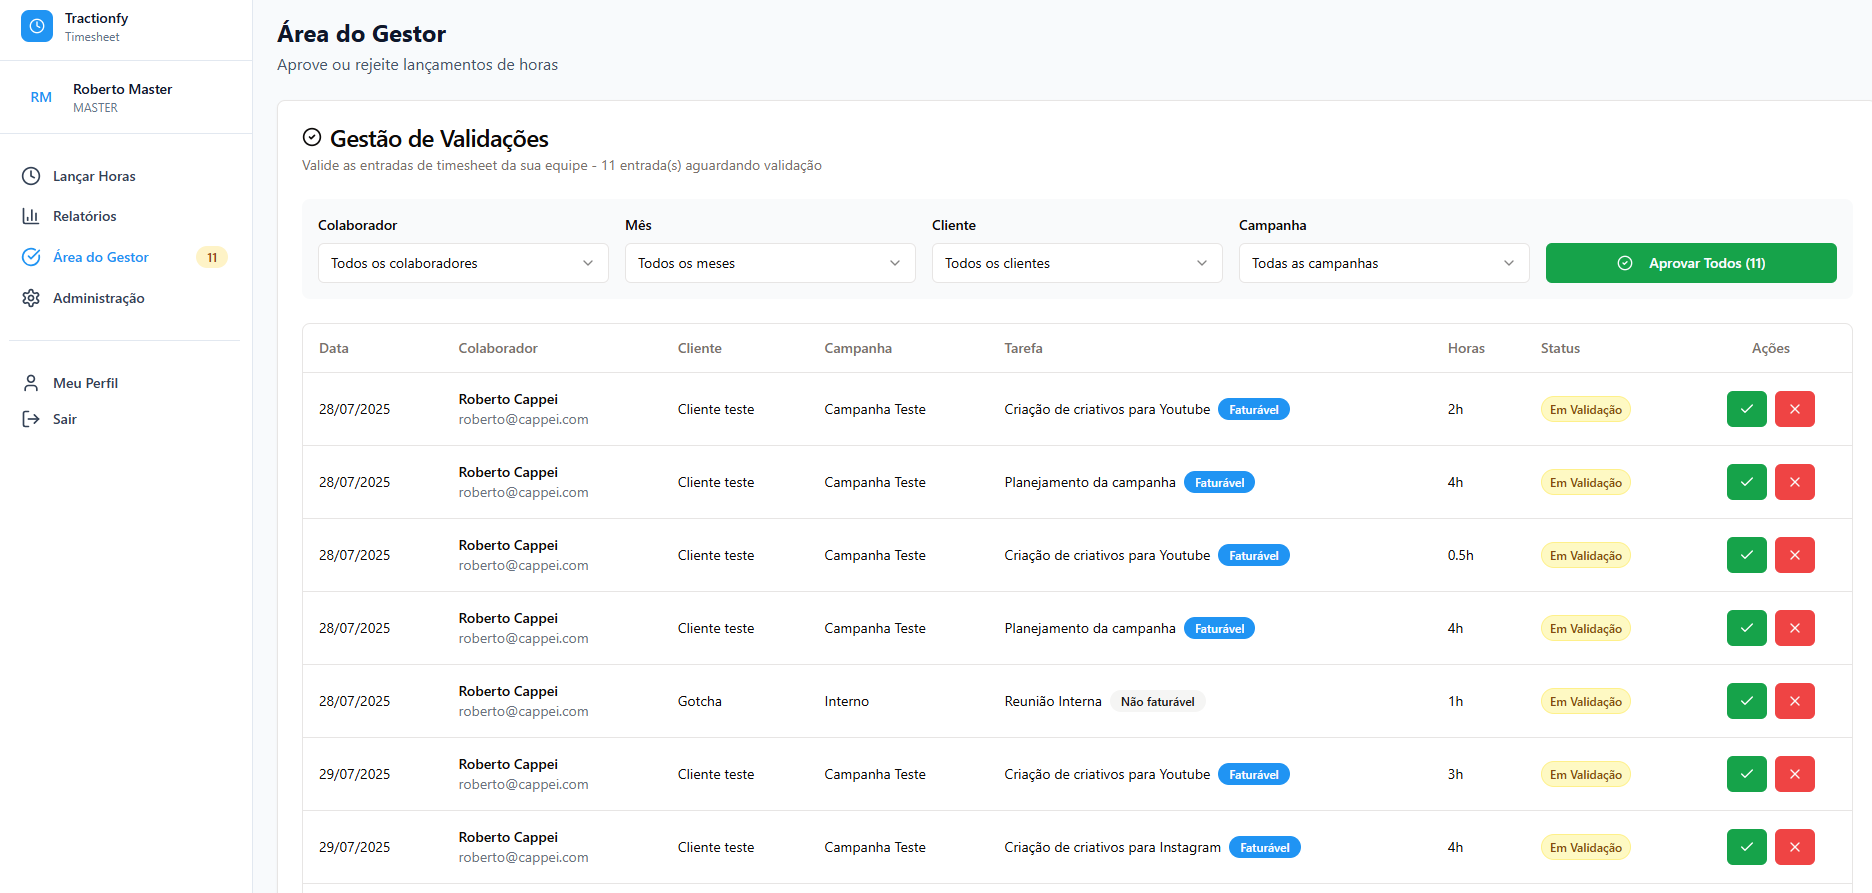 Tractionfy
Timesheet
RM
Roberto Master
MASTER
Lançar Horas
Relatórios
Área do Gestor 11
Administração
Meu Perfil
Sair
Área do Gestor
Aprove ou rejeite lançamentos de horas
Gestão de Validações
Valide as entradas de timesheet da sua equipe - 11 entrada(s) aguardando validação
Colaborador Mês Cliente Campanha
Todos os colaboradores Todos os meses Todos os clientes Todas as campanhas Aprovar Todos (11)
Data Colaborador Cliente Campanha Tarefa Horas Status Ações
28/07/2025 Roberto Cappei Cliente teste Campanha Teste Criação de criativos para Youtube Faturável 2h Em Validação
roberto@cappei.com
28/07/2025 Roberto Cappei Cliente teste Campanha Teste Planejamento da campanha Faturável 4h Em Validação
roberto@cappei.com
28/07/2025 Roberto Cappei Cliente teste Campanha Teste Criação de criativos para Youtube Faturável 0.5h Em Validação
roberto@cappei.com
28/07/2025 Roberto Cappei Cliente teste Campanha Teste Planejamento da campanha Faturável 4h Em Validação
roberto@cappei.com
28/07/2025 Roberto Cappei Gotcha Interno Reunião Interna Não faturável 1h Em Validação
roberto@cappei.com
29/07/2025 Roberto Cappei Cliente teste Campanha Teste Criação de criativos para Youtube Faturável 3h Em Validação
roberto@cappei.com
29/07/2025 Roberto Cappei Cliente teste Campanha Teste Criação de criativos para Instagram Faturável 4h Em Validação
roberto@cappei.com